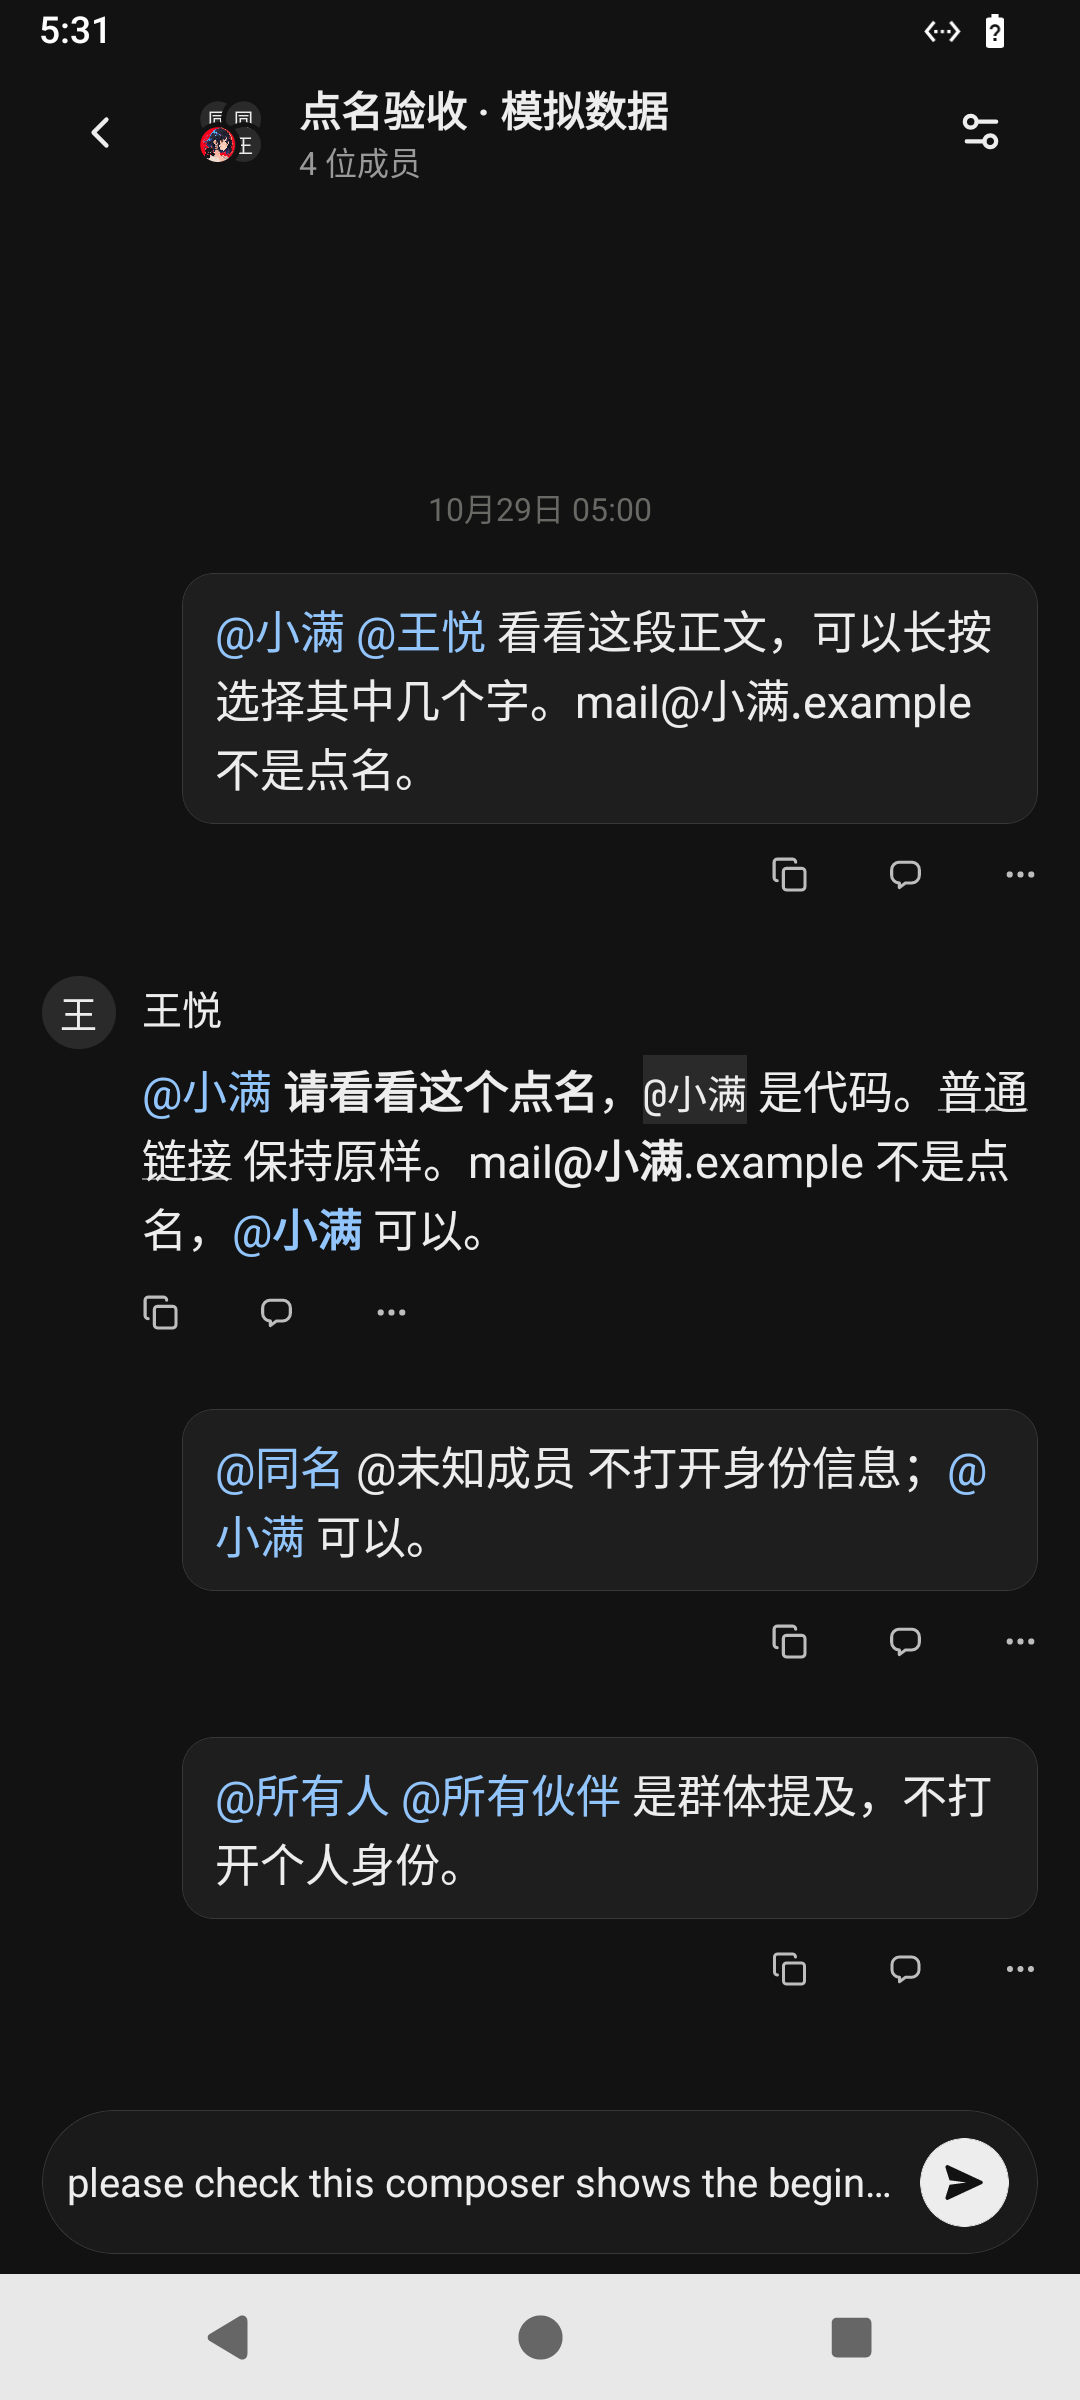 5:31
点名验收 · 模拟数据
4 位成员
10月29日 05:00
@小满 @王悦 看看这段正文，可以长按
选择其中几个字。mail@小满.example
不是点名。
王 王悦
@小满 请看看这个点名，@小满 是代码。普通
链接 保持原样。mail@小满.example 不是点
名，@小满 可以。
@同名 @未知成员 不打开身份信息；@
小满 可以。
@所有人 @所有伙伴 是群体提及，不打
开个人身份。
please check this composer shows the begin…